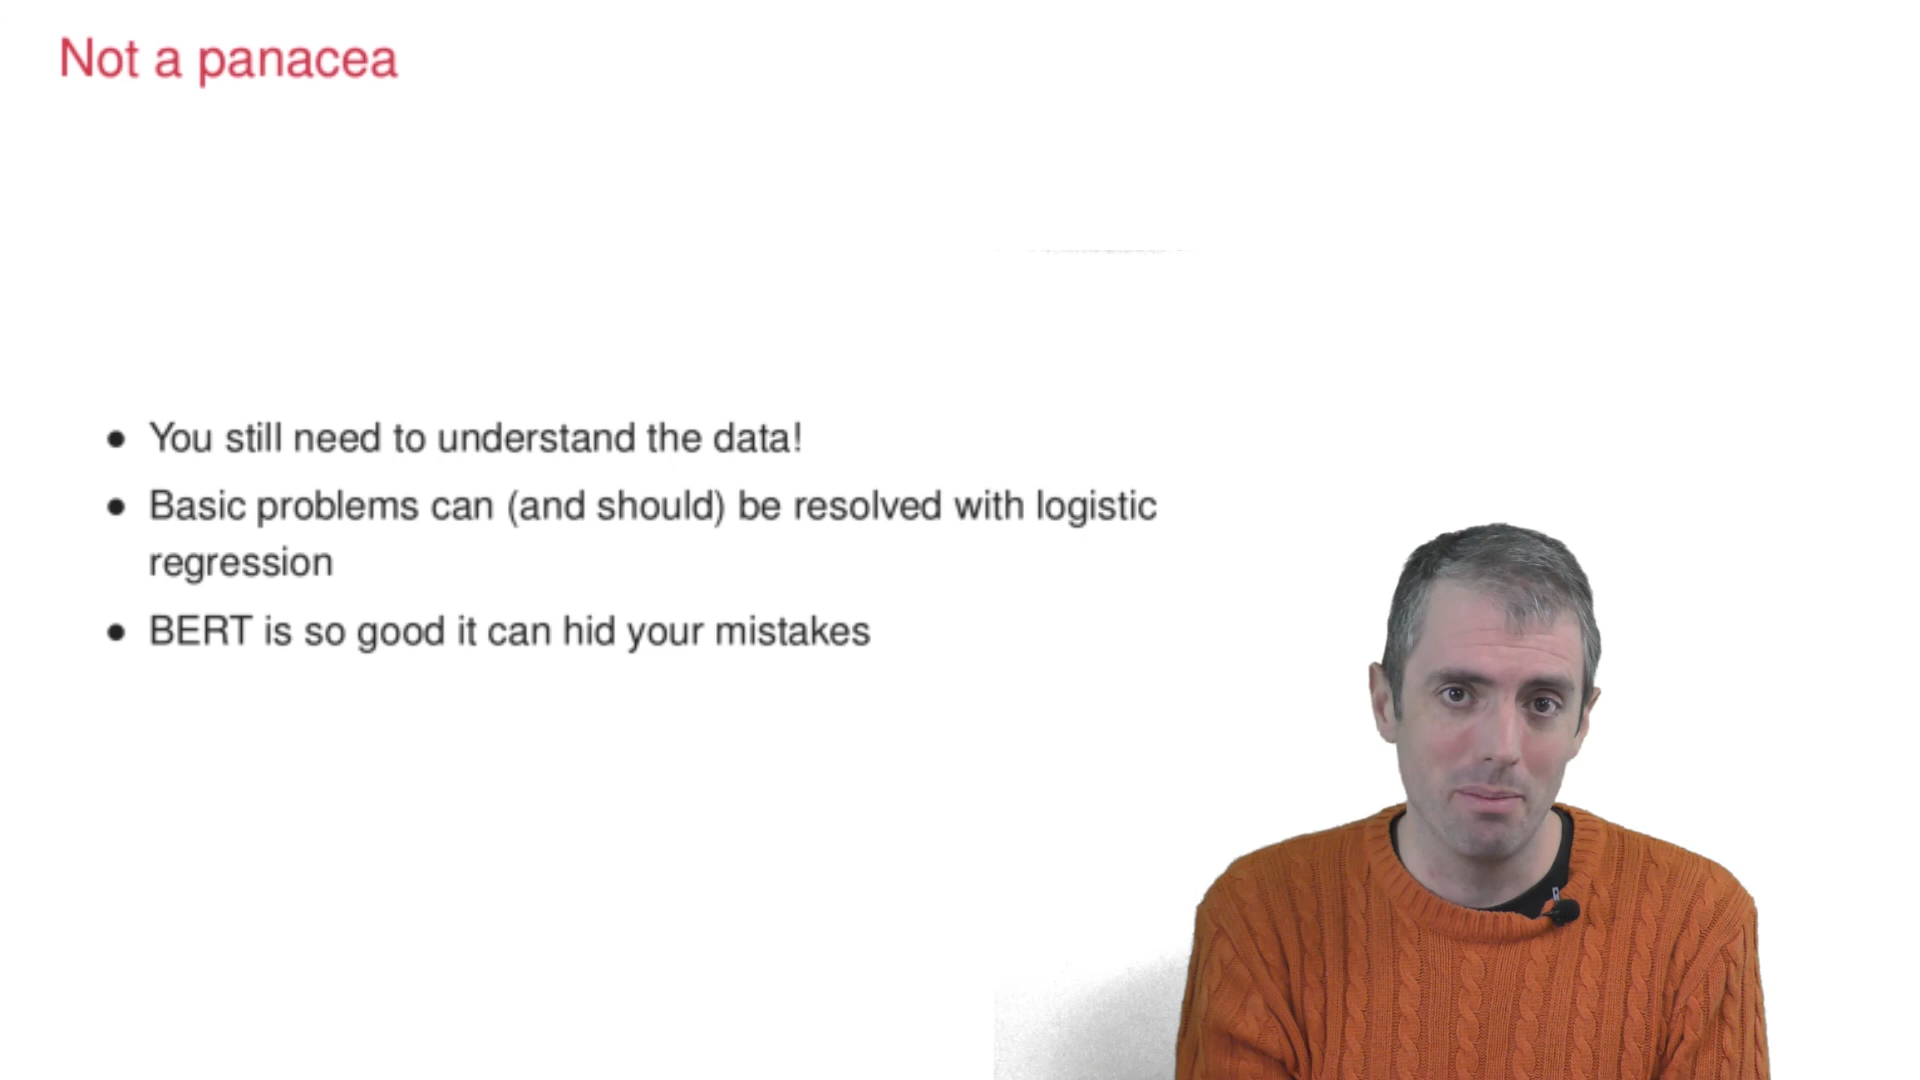 Not a panacea
• You still need to understand the data!
• Basic problems can (and should) be resolved with logistic
regression
• BERT is so good it can hid your mistakes